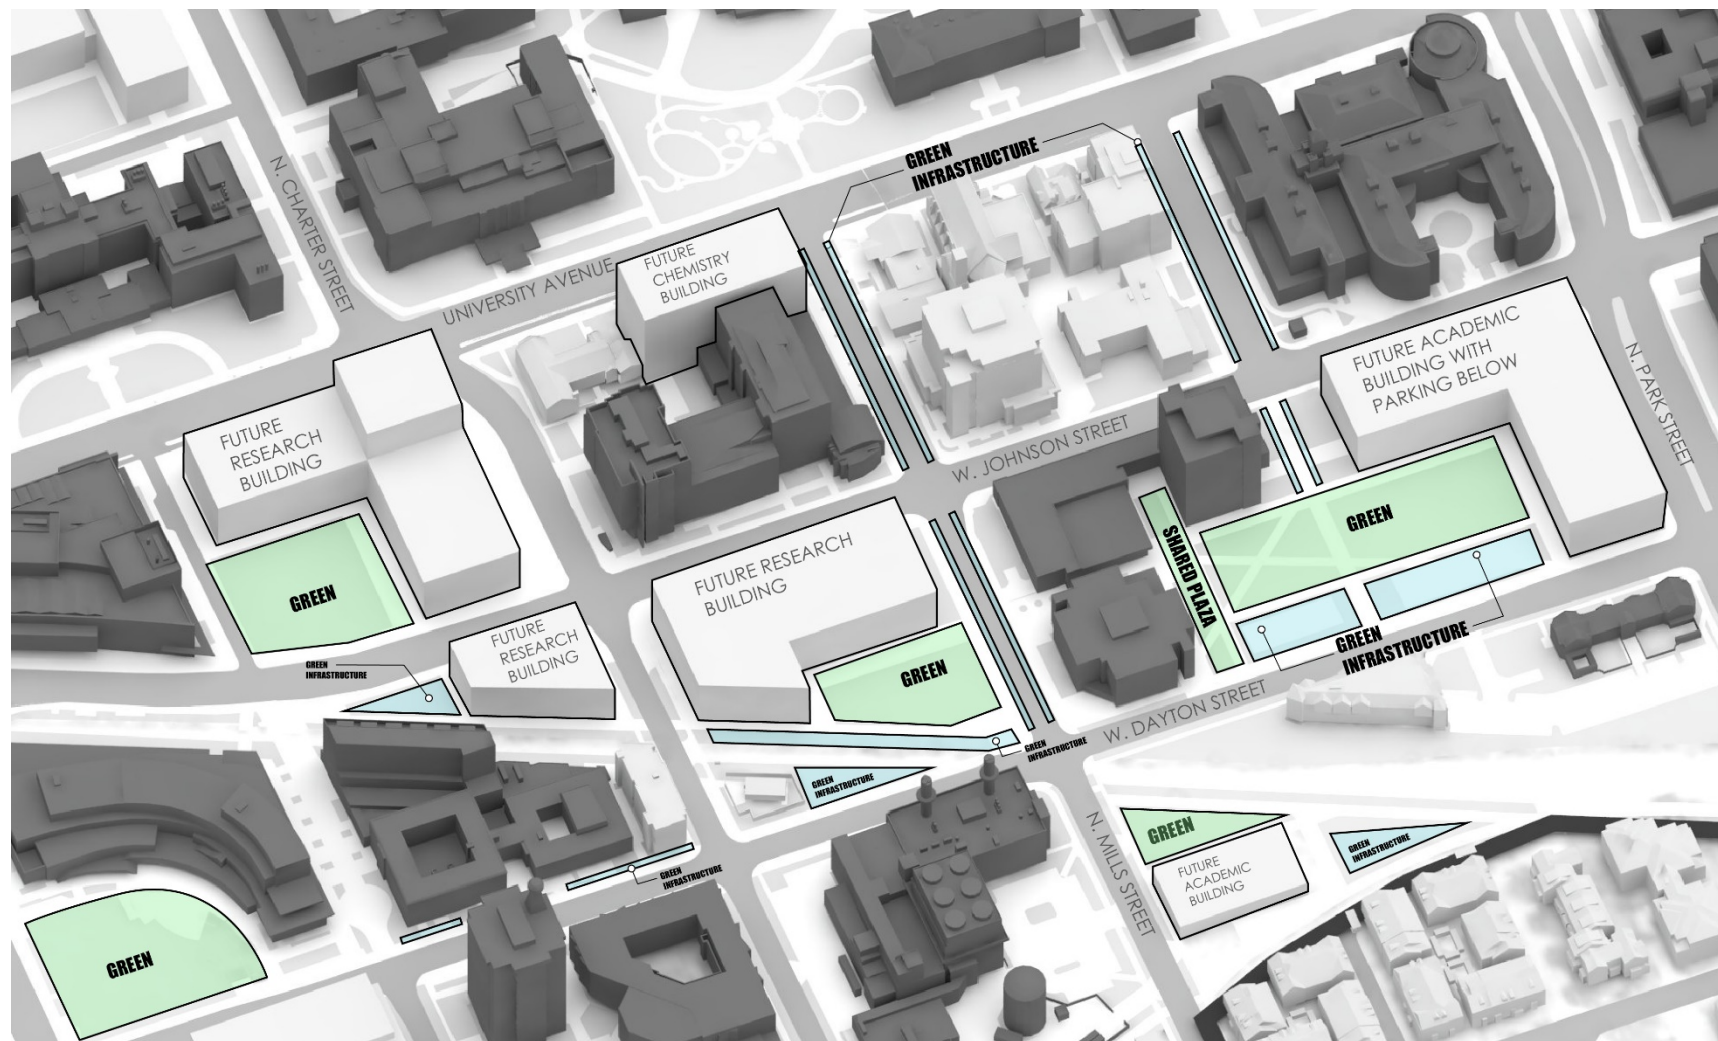 GREEN
INFRASTRUCTURE
N. CHARTER STREET
UNIVERSITY AVENUE
FUTURE
CHEMISTRY
BUILDING
FUTURE ACADEMIC
BUILDING WITH
PARKING BELOW
N. PARK STREET
FUTURE
RESEARCH
BUILDING
W. JOHNSON STREET
GREEN
SHARED PLAZA
FUTURE RESEARCH
BUILDING
GREEN
FUTURE
RESEARCH
BUILDING
GREEN
INFRASTRUCTURE
GREEN
INFRASTRUCTURE
GREEN
W. DAYTON STREET
GREEN
INFRASTRUCTURE
GREEN
INFRASTRUCTURE
N. MILLS STREET
GREEN
GREEN
INFRASTRUCTURE
FUTURE
ACADEMIC
BUILDING
GREEN
INFRASTRUCTURE
GREEN